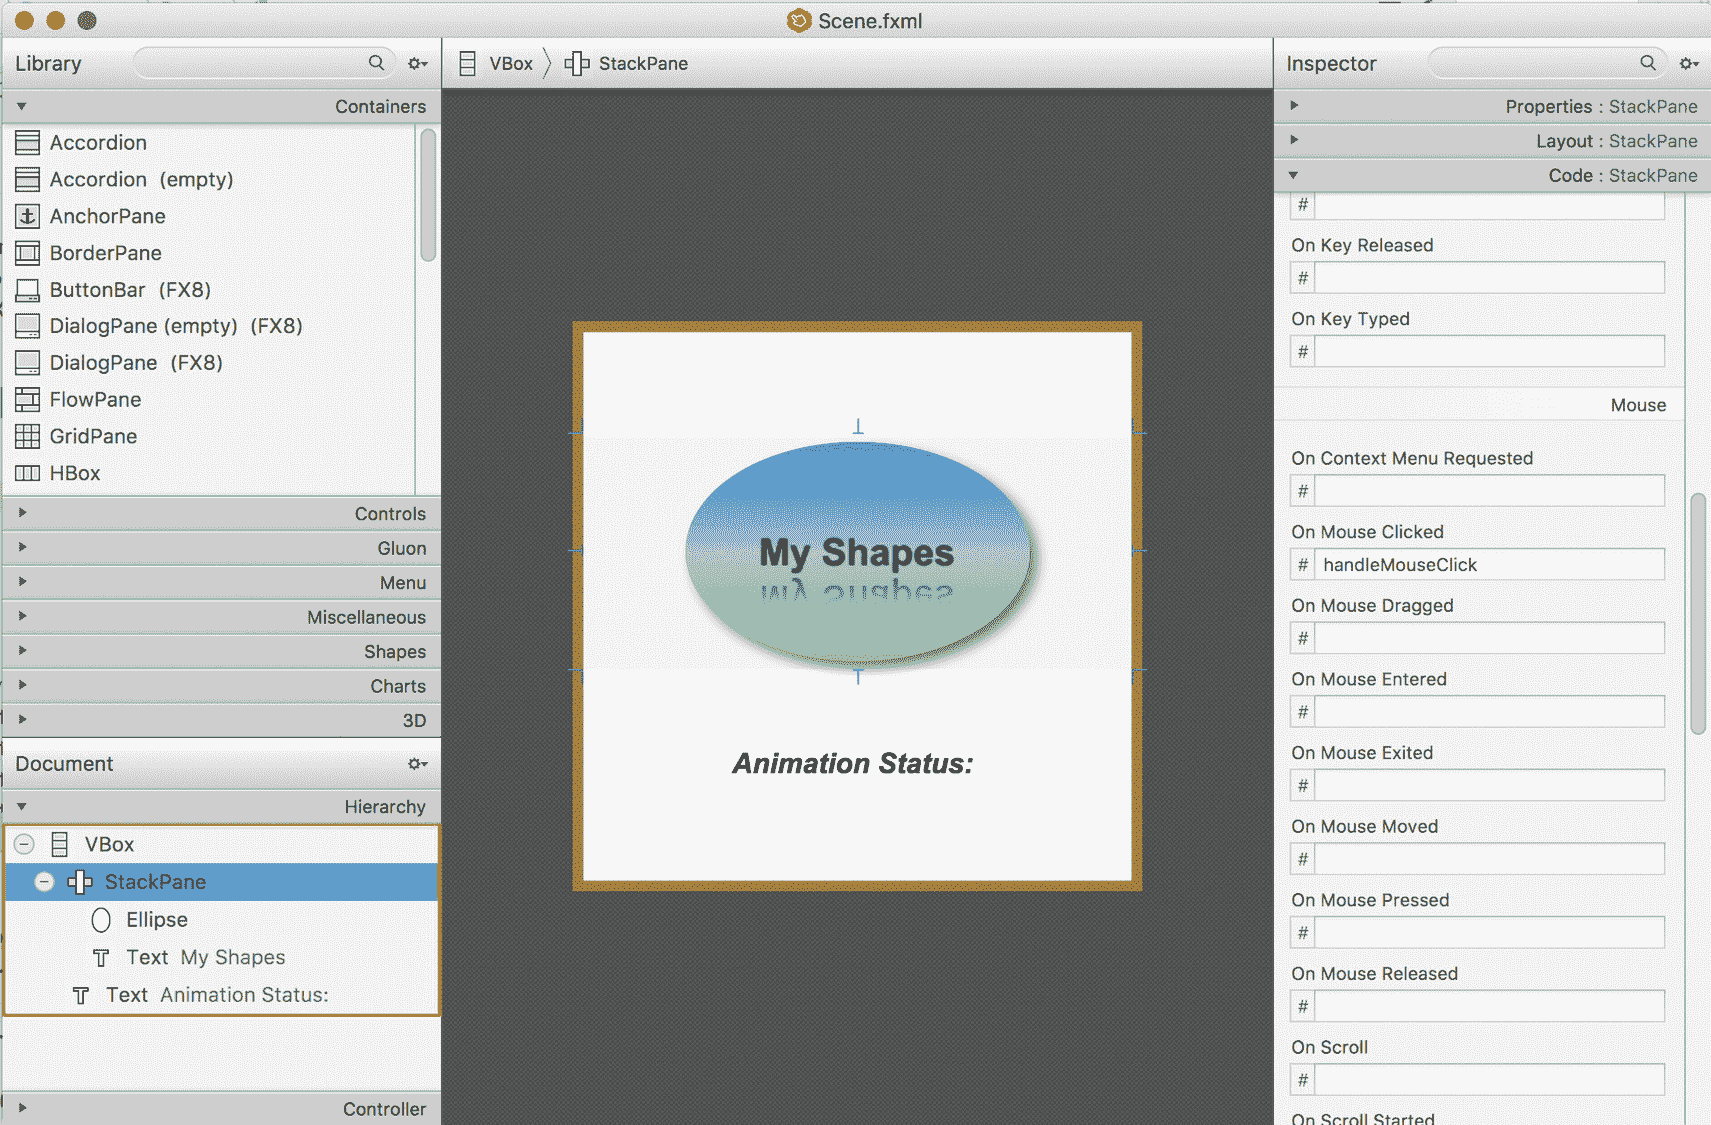 Scene.fxml
Library
VBox
StackPane
Inspector
Containers
Accordion
Accordion (empty)
AnchorPane
BorderPane
ButtonBar (FX8)
DialogPane (empty) (FX8)
DialogPane (FX8)
FlowPane
GridPane
HBox
Controls
Gluon
Menu
Miscellaneous
Shapes
Charts
3D
Document
Hierarchy
VBox
StackPane
Ellipse
Text My Shapes
Text Animation Status:
Controller
My Shapes
My Shapes
Animation Status:
Properties : StackPane
Layout : StackPane
Code : StackPane
#
On Key Released
#
On Key Typed
#
Mouse
On Context Menu Requested
#
On Mouse Clicked
# handleMouseClick
On Mouse Dragged
#
On Mouse Entered
#
On Mouse Exited
#
On Mouse Moved
#
On Mouse Pressed
#
On Mouse Released
#
On Scroll
#
On Scroll Started